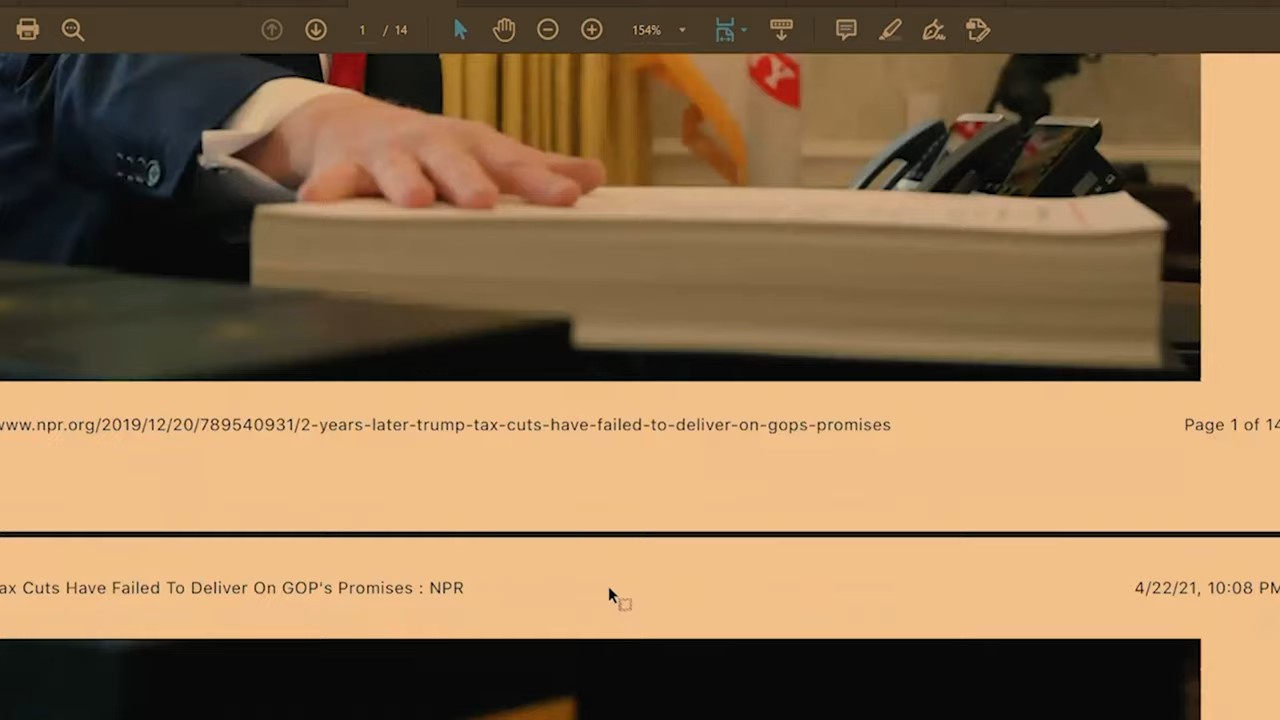 1 / 14
154%
www.npr.org/2019/12/20/789540931/2-years-later-trump-tax-cuts-have-failed-to-deliver-on-gops-promises
Page 1 of 14
ax Cuts Have Failed To Deliver On GOP's Promises : NPR
4/22/21, 10:08 PM